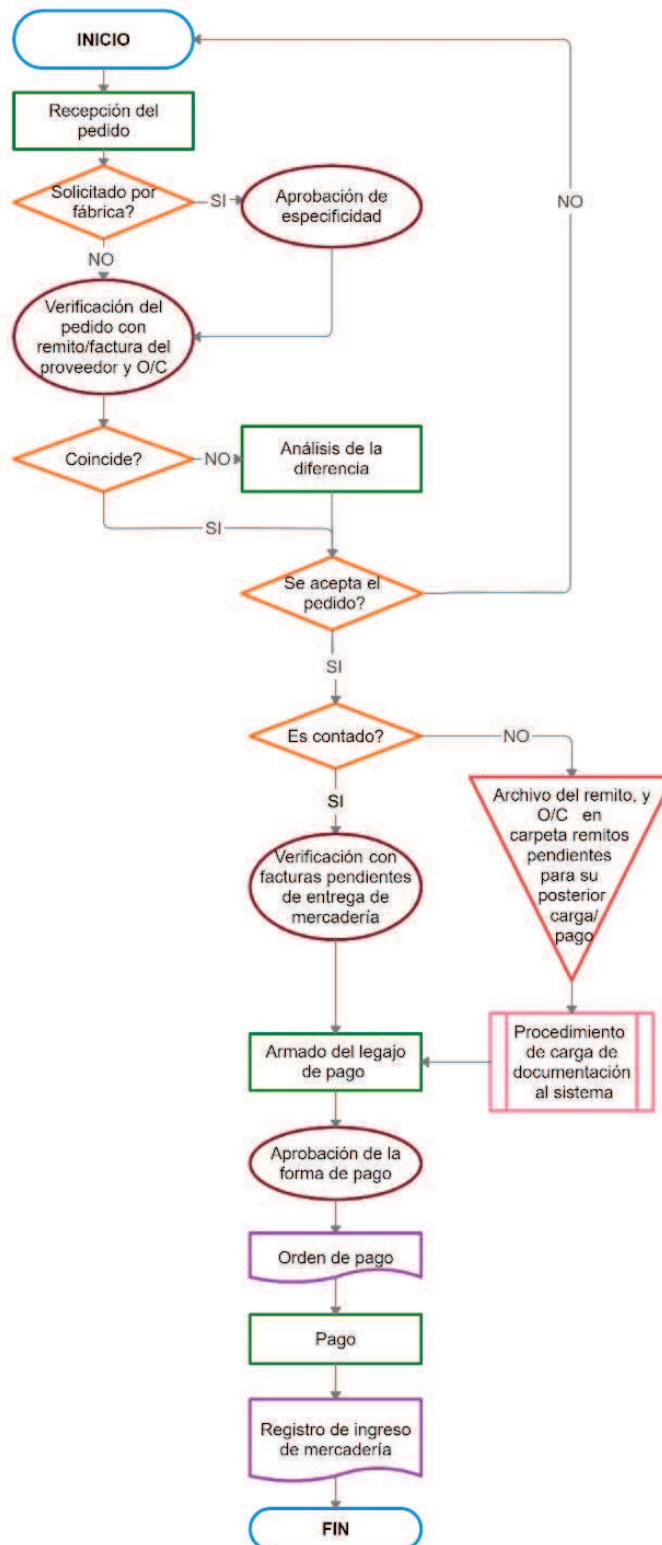 INICIO
Recepción del
pedido
Solicitado por
fábrica?
SI
Aprobación de
especificidad
NO
NO
Verificación del
pedido con
remito/factura del
proveedor y O/C
Coincide?
NO
Análisis de la
diferencia
SI
Se acepta el
pedido?
SI
Es contado?
NO
SI
Archivo del remito, y
O/C en
carpeta remitos
pendientes
para su
posterior
carga/
pago
Verificación con
facturas pendientes
de entrega de
mercadería
Procedimiento
de carga de
documentación
al sistema
Armado del legajo
de pago
Aprobación de la
forma de pago
Orden de pago
Pago
Registro de ingreso
de mercadería
FIN